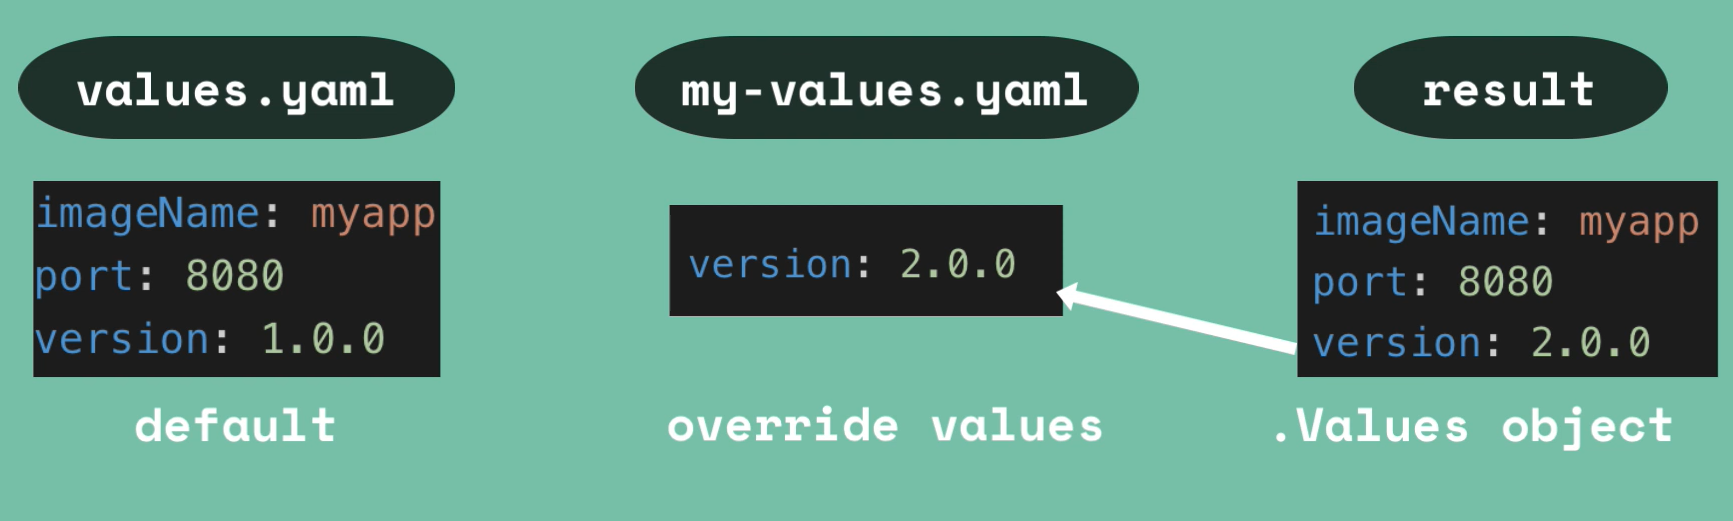 values.yaml
imageName: myapp
port: 8080
version: 1.0.0
default
my-values.yaml
version: 2.0.0
override values
result
imageName: myapp
port: 8080
version: 2.0.0
.Values object